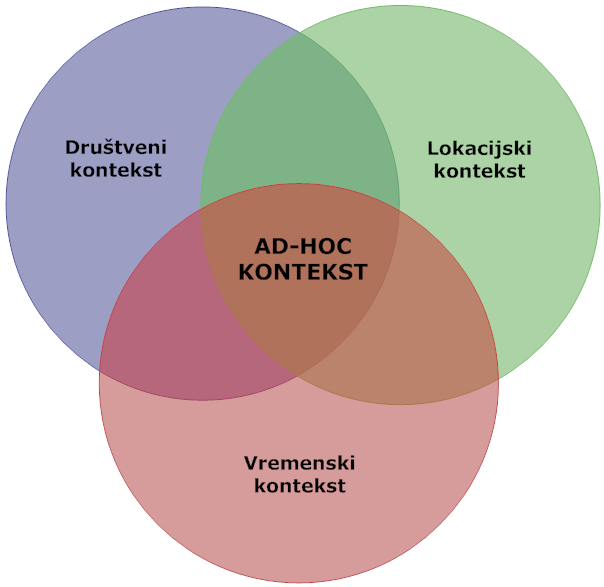 Društveni
kontekst
Lokacijski
kontekst
AD-HOC
KONTEKST
Vremenski
kontekst